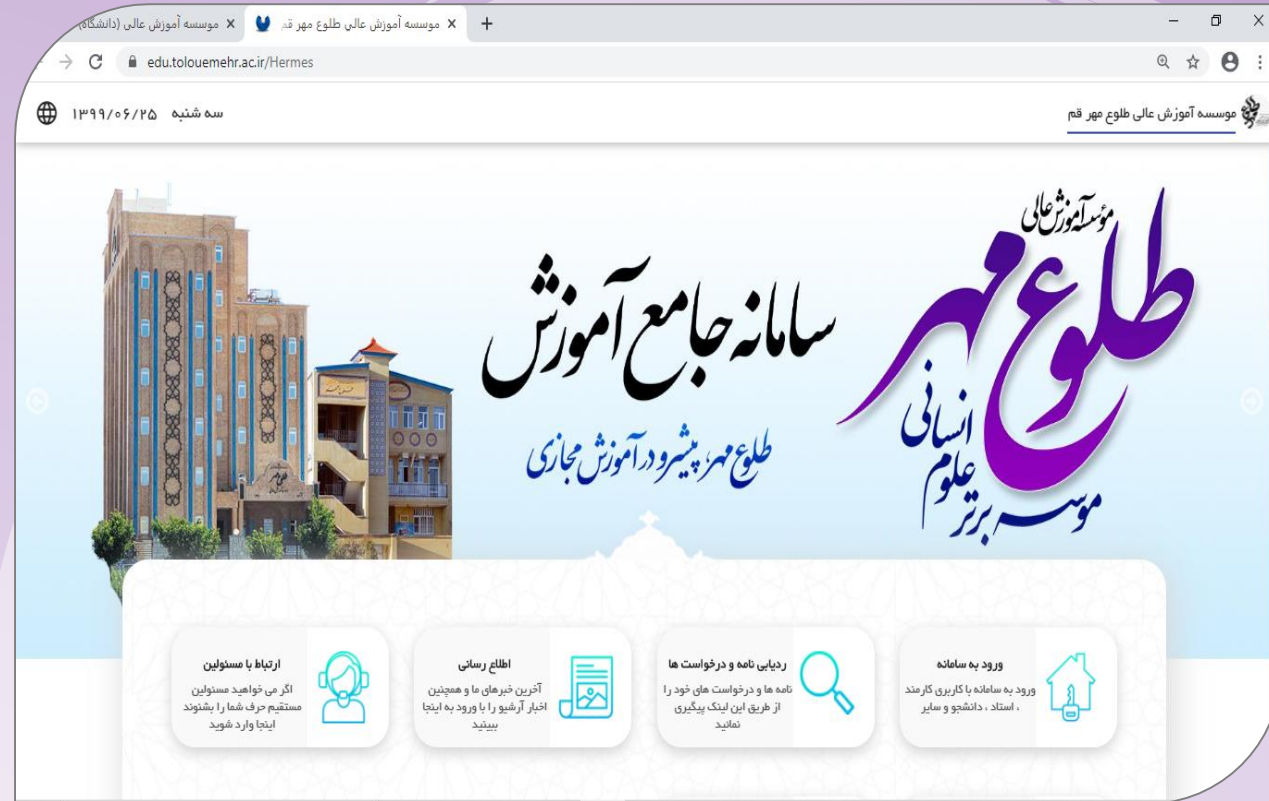 موسسه آموزش عالی (دانشگاه)
موسسه آموزش عالی طلوع مهر قم
edu.tolouemehr.ac.ir/Hermes
موسسه آموزش عالی طلوع مهر قم
سه شنبه ۱۳۹۹/۰۶/۲۵
مؤسسه آموزش عالی
طلوع مهر
موسسه برتر علوم انسانی
سامانه جامع آموزش
طلوع مهر، پیشرو در آموزش مجازی
ورود به سامانه
ورود به سامانه با کاربری کارمند
، استاد ، دانشجو و سایر
ردیابی نامه و درخواست ها
نامه ها و درخواست های خود را
از طریق این لینک پیگیری
نمائید
اطلاع رسانی
آخرین خبرهای ما و همچنین
اخبار آرشیو را با ورود به اینجا
ببینید
ارتباط با مسئولین
اگر می خواهید مسئولین
مستقیم حرف شما را بشنوند
اینجا وارد شوید